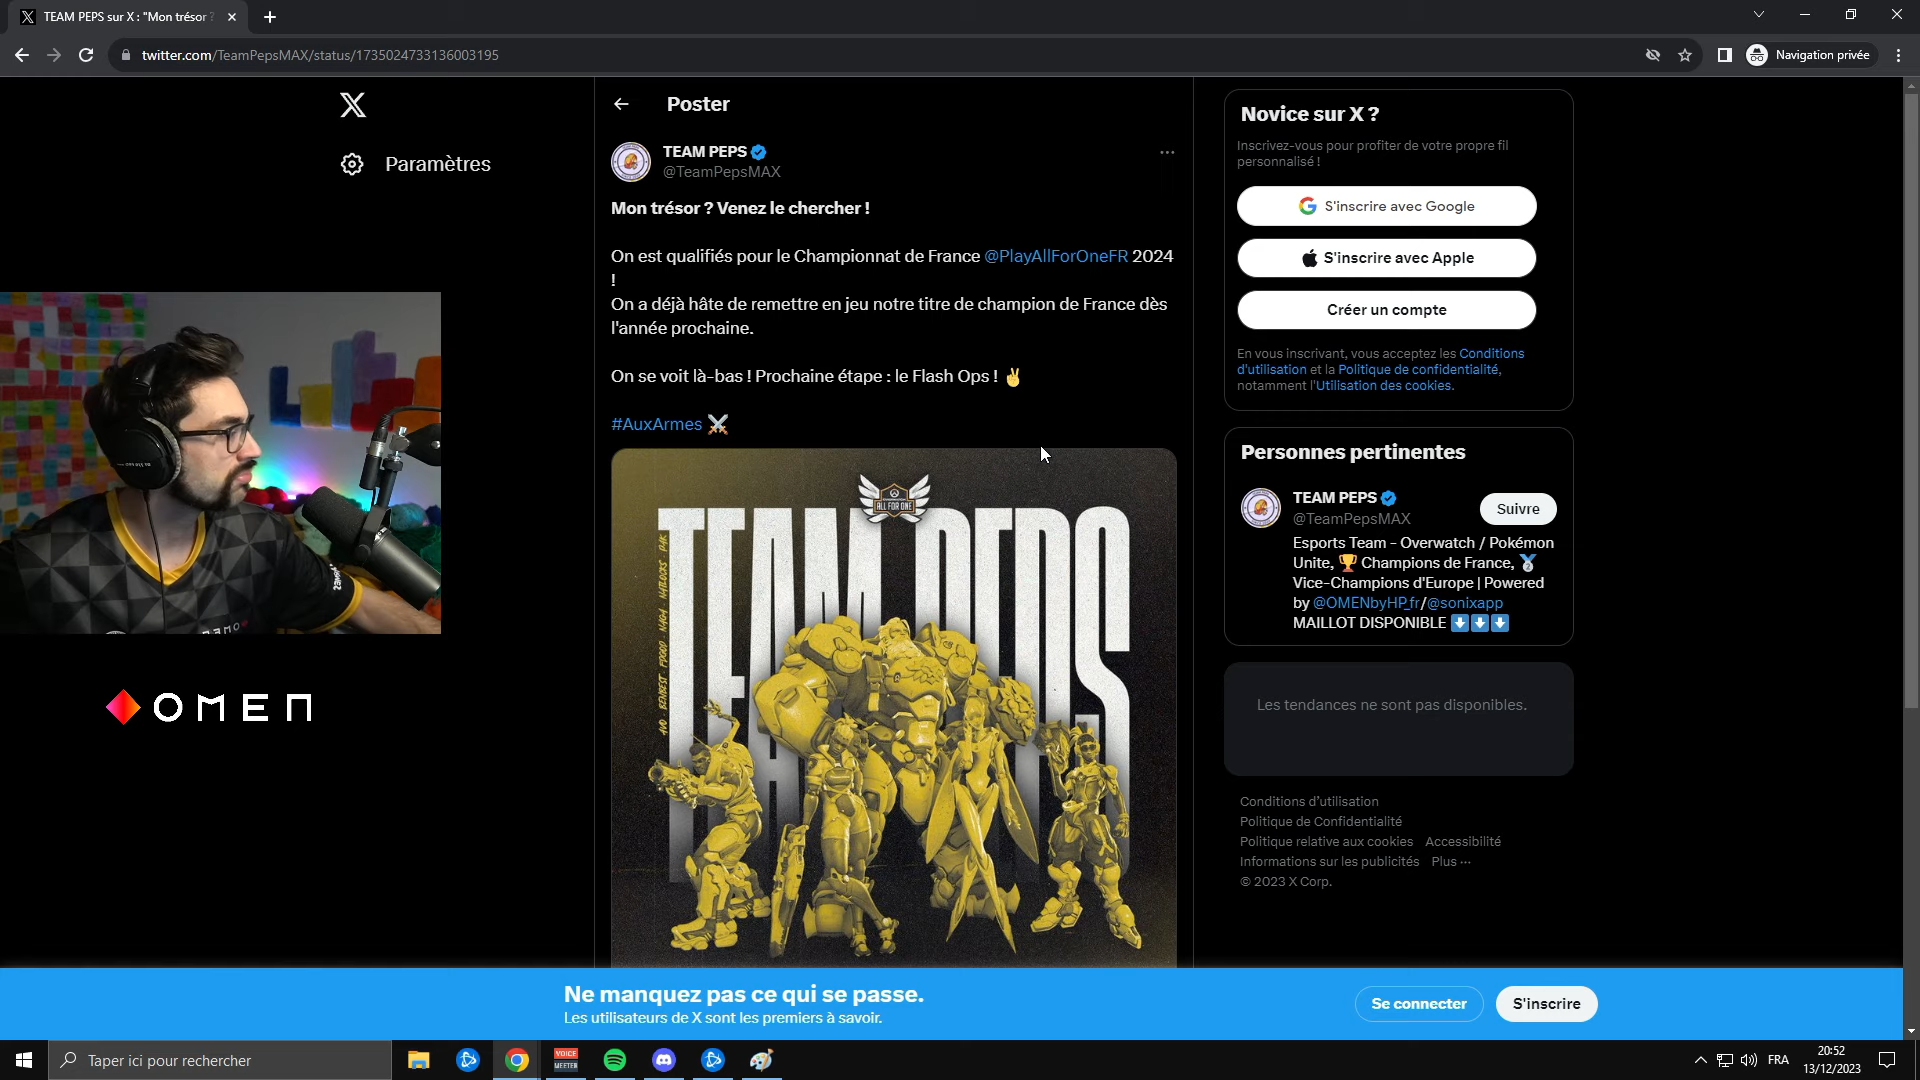 TEAM PEPS sur X : "Mon trésor ?
twitter.com/TeamPepsMAX/status/1735024733136003195
Navigation privée
Paramètres
Poster
TEAM PEPS
@TeamPepsMAX
Mon trésor ? Venez le chercher !
On est qualifiés pour le Championnat de France @PlayAllForOneFR 2024
!
On a déjà hâte de remettre en jeu notre titre de champion de France dès
l'année prochaine.
On se voit là-bas ! Prochaine étape : le Flash Ops ! ✌
#AuxArmes ⚔
ALL FOR ONE
TEAM PEPS
OMEN
Novice sur X ?
Inscrivez-vous pour profiter de votre propre fil
personnalisé !
S'inscrire avec Google
S'inscrire avec Apple
Créer un compte
En vous inscrivant, vous acceptez les Conditions
d'utilisation et la Politique de confidentialité,
notamment l'Utilisation des cookies.
Personnes pertinentes
TEAM PEPS
@TeamPepsMAX
Suivre
Esports Team - Overwatch / Pokémon
Unite, 🏆 Champions de France, 🥈
Vice-Champions d'Europe | Powered
by @OMENbyHP_fr/@sonixapp
MAILLOT DISPONIBLE ⬇⬇⬇
Les tendances ne sont pas disponibles.
Conditions d'utilisation
Politique de Confidentialité
Politique relative aux cookies Accessibilité
Informations sur les publicités Plus ···
© 2023 X Corp.
Ne manquez pas ce qui se passe.
Les utilisateurs de X sont les premiers à savoir.
Se connecter
S'inscrire
Taper ici pour rechercher
VOICE
MEETER
FRA
20:52
13/12/2023